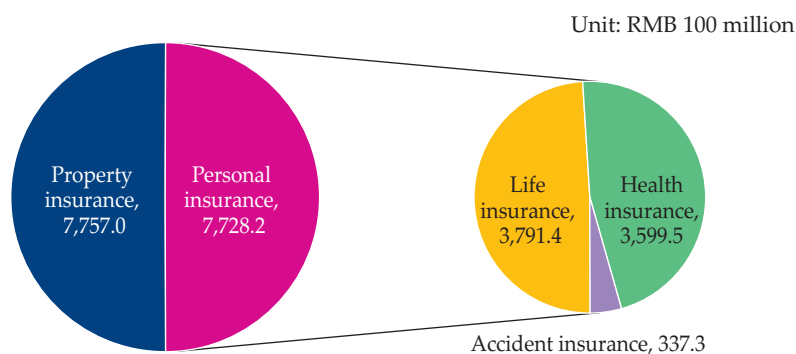 Unit: RMB 100 million
Property
insurance,
7,757.0
Personal
insurance,
7,728.2
Life
insurance,
3,791.4
Health
insurance,
3,599.5
Accident insurance, 337.3